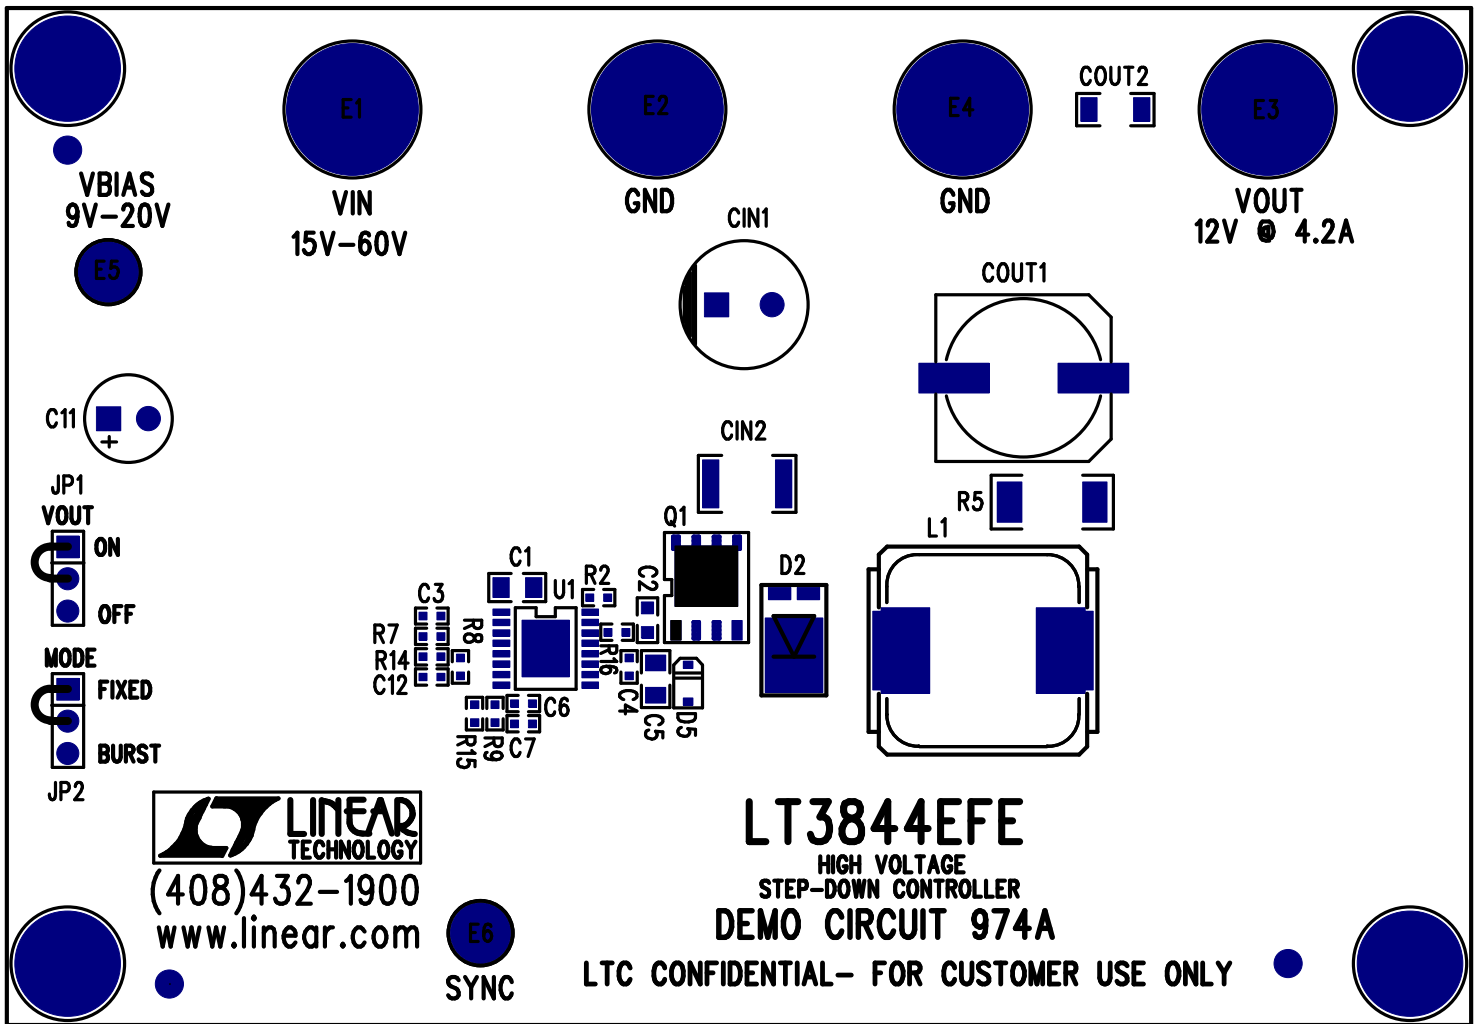 COUT2
E1
E2
E4
E3
VBIAS
9V-20V
VIN
15V-60V
GND
GND
VOUT
12V @ 4.2A
CIN1
E5
COUT1
C11
+
CIN2
JP1
VOUT
ON
OFF
R5
Q1
L1
C1
U1
R2
C2
D2
C3
R7
R8
R14
C12
R16
C4
C5
D5
C6
C7
R15
R9
MODE
FIXED
BURST
JP2
LINEAR
TECHNOLOGY
(408)432-1900
www.linear.com
LT3844EFE
HIGH VOLTAGE
STEP-DOWN CONTROLLER
DEMO CIRCUIT 974A
E6
SYNC
LTC CONFIDENTIAL- FOR CUSTOMER USE ONLY